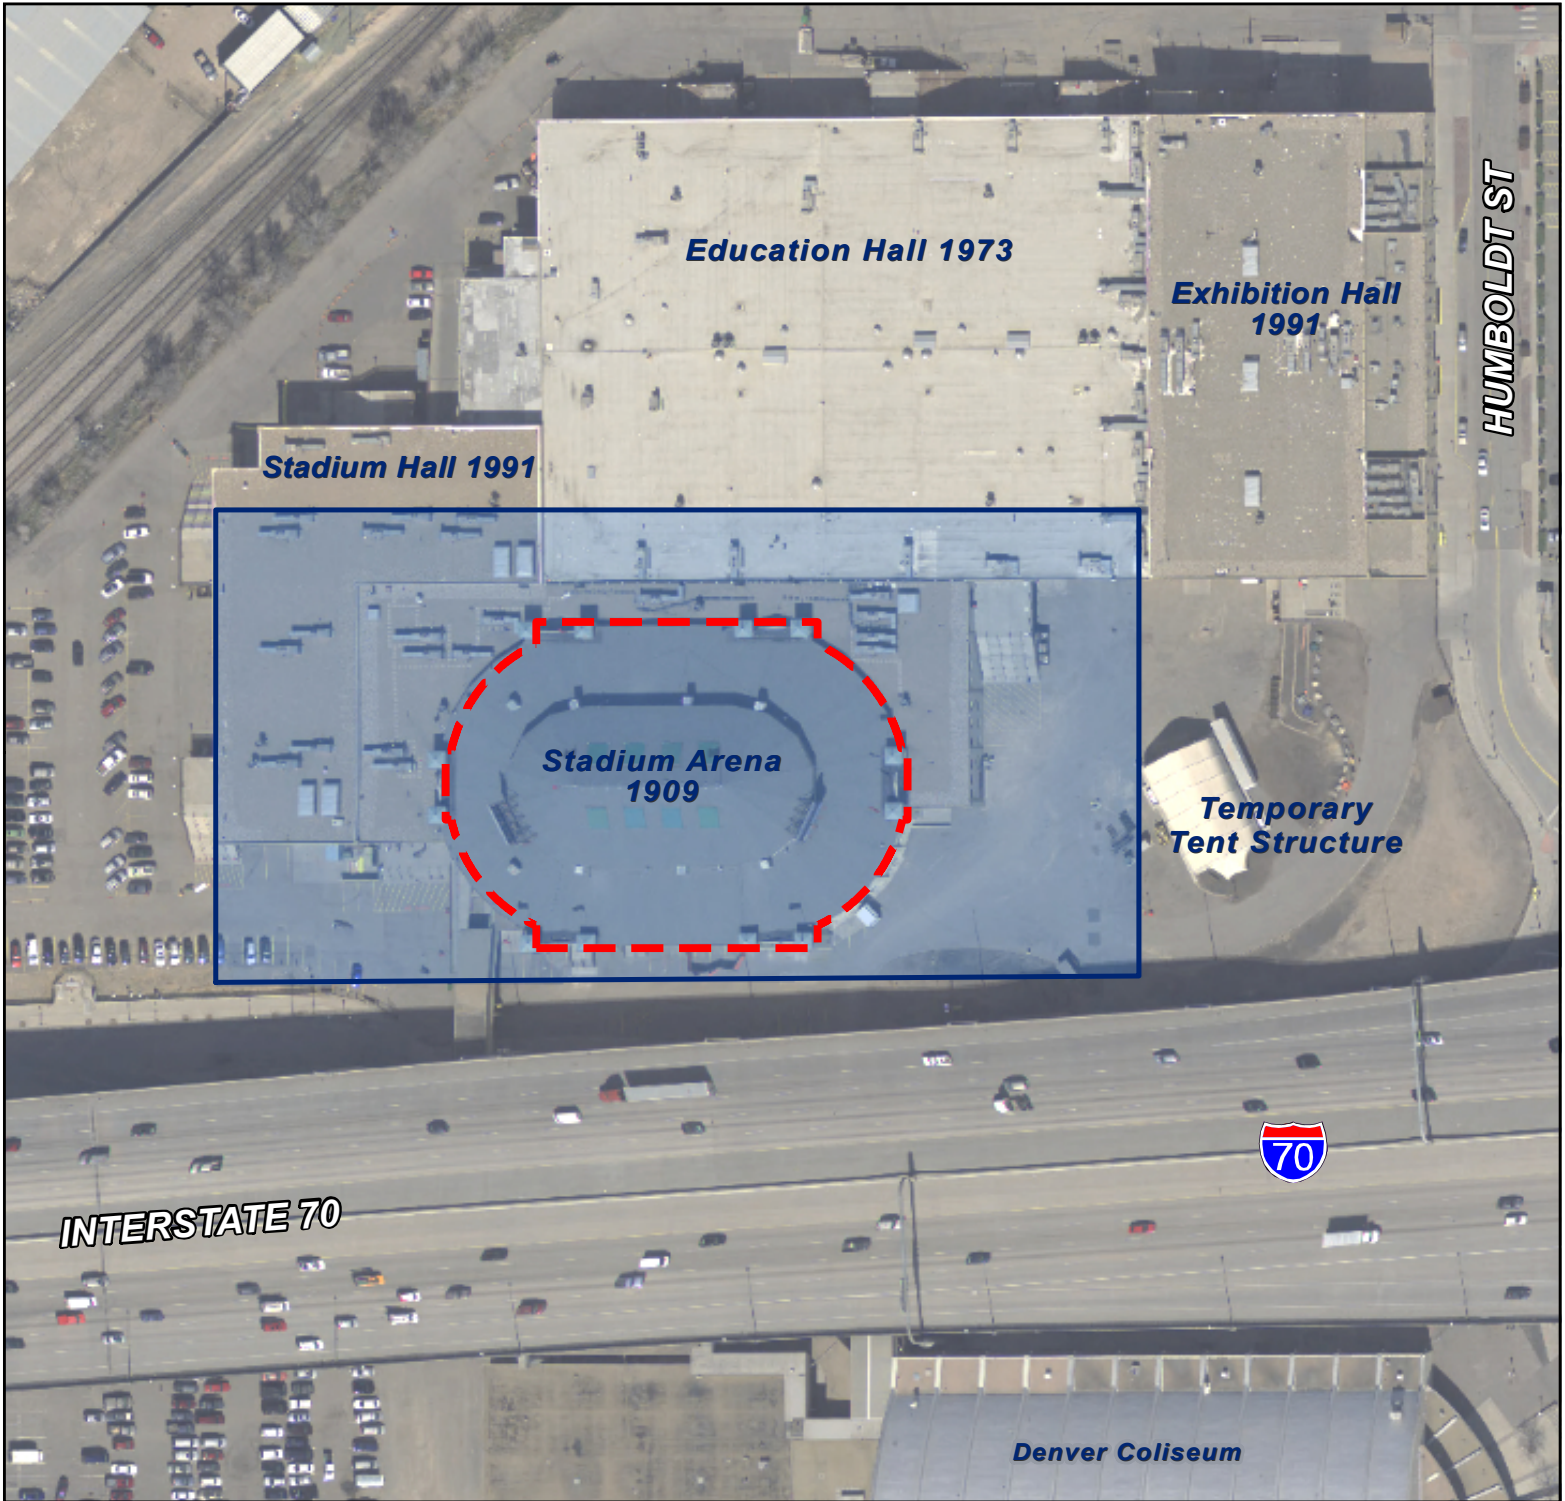 Education Hall 1973
HUMBOLDT ST
Exhibition Hall
1991
Stadium Hall 1991
Stadium Arena
1909
Temporary
Tent Structure
70
INTERSTATE 70
Denver Coliseum